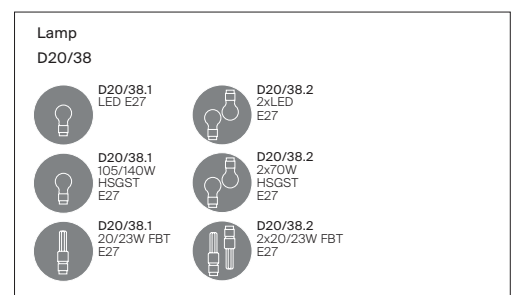 Lamp
D20/38
D20/38.1
LED E27
D20/38.2
2xLED
E27
D20/38.1
105/140W
HSGST
E27
D20/38.2
2x70W
HSGST
E27
D20/38.1
20/23W FBT
E27
D20/38.2
2x20/23W FBT
E27